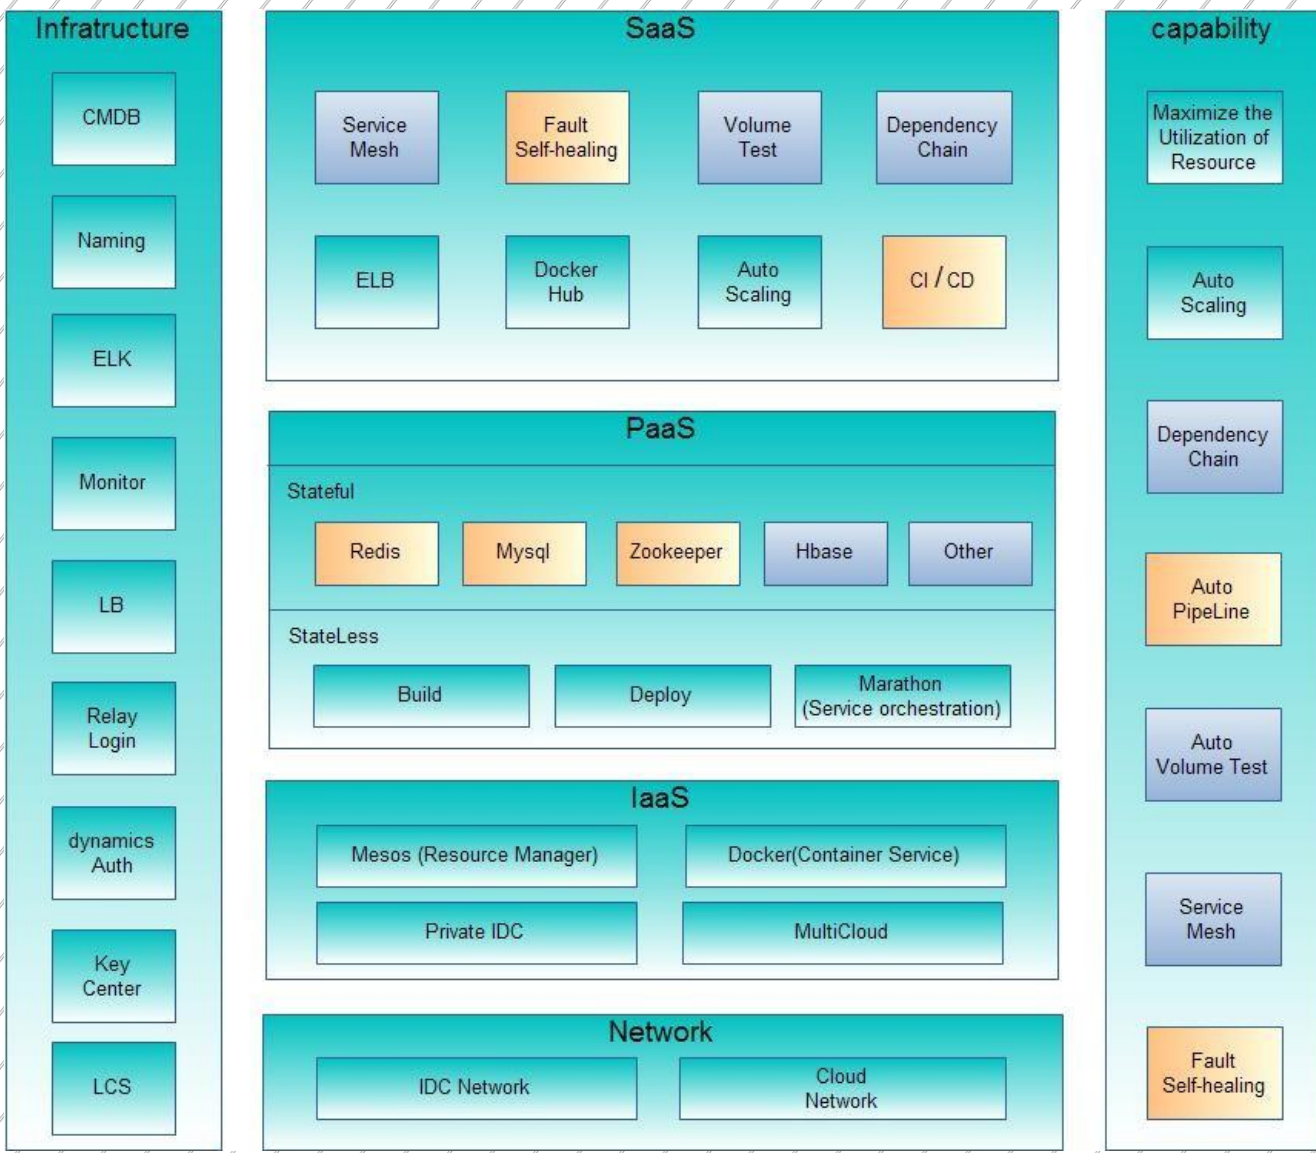 Infratructure
CMDB
Naming
ELK
Monitor
LB
Relay
Login
dynamics
Auth
Key
Center
LCS
SaaS
Service
Mesh
Fault
Self-healing
Volume
Test
Dependency
Chain
ELB
Docker
Hub
Auto
Scaling
CI / CD
PaaS
Stateful
Redis
Mysql
Zookeeper
Hbase
Other
StateLess
Build
Deploy
Marathon
(Service orchestration)
IaaS
Mesos (Resource Manager)
Docker(Container Service)
Private IDC
MultiCloud
Network
IDC Network
Cloud
Network
capability
Maximize the
Utilization of
Resource
Auto
Scaling
Dependency
Chain
Auto
PipeLine
Auto
Volume Test
Service
Mesh
Fault
Self-healing